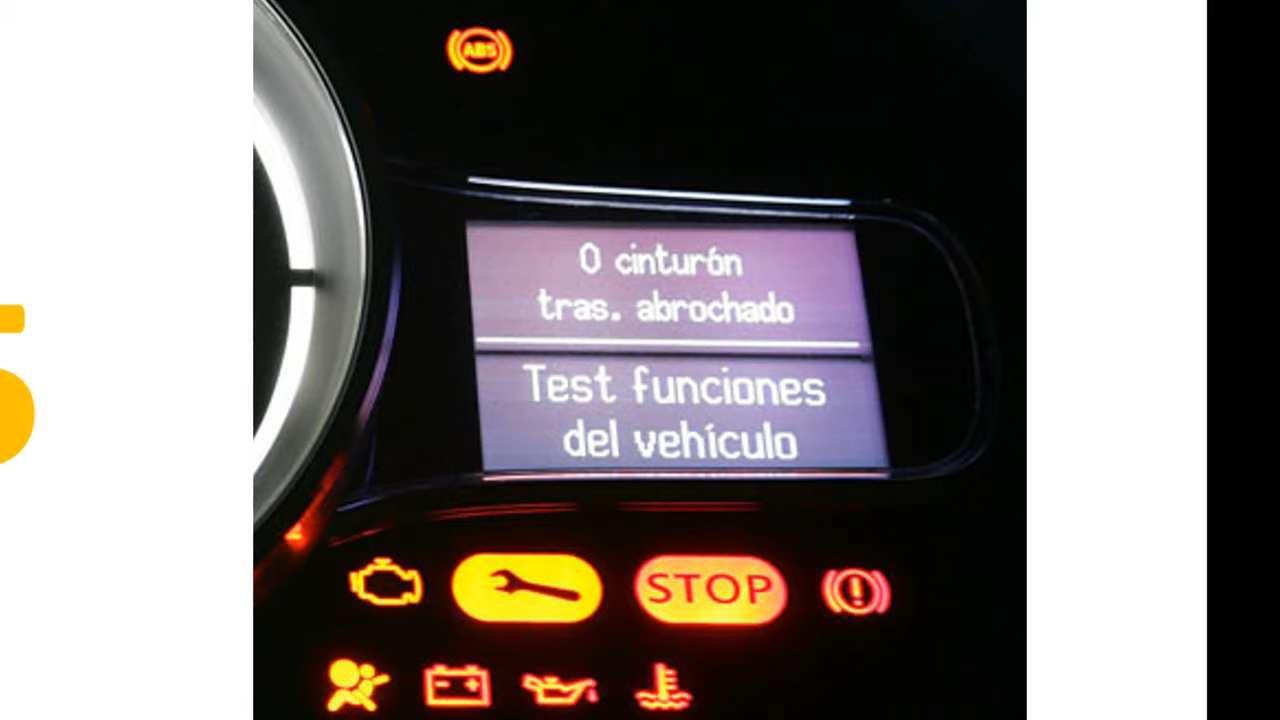 ABS
0 cinturón
tras. abrochado
Test funciones
del vehículo
STOP